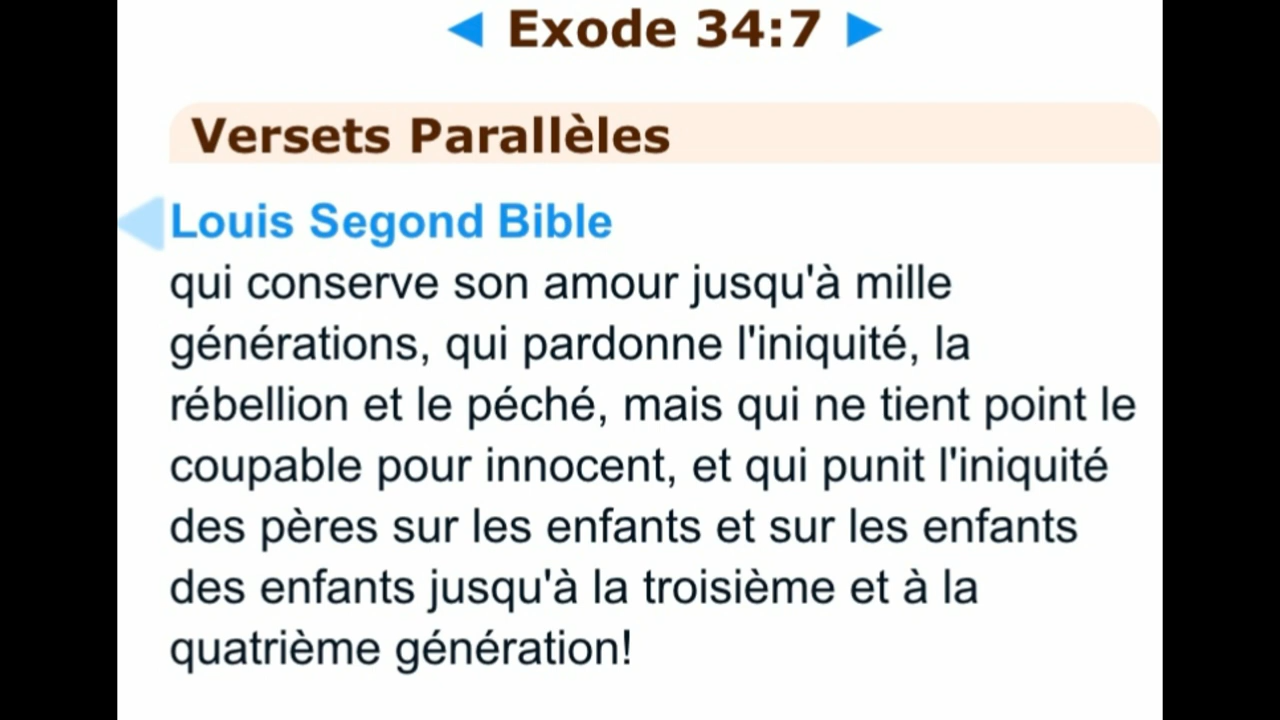 Exode 34:7
Versets Parallèles
Louis Segond Bible
qui conserve son amour jusqu'à mille
générations, qui pardonne l'iniquité, la
rébellion et le péché, mais qui ne tient point le
coupable pour innocent, et qui punit l'iniquité
des pères sur les enfants et sur les enfants
des enfants jusqu'à la troisième et à la
quatrième génération!